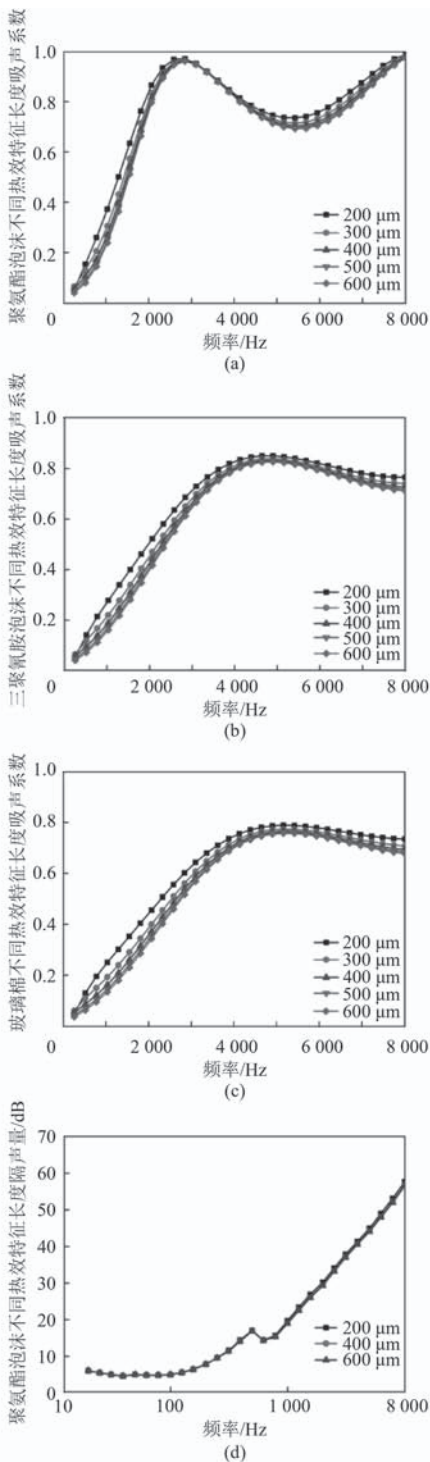 聚氨酯泡沫不同热效特征长度吸声系数
1.0
0.8
0.6
0.4
0.2
0
200 μm
300 μm
400 μm
500 μm
600 μm
2 000
4 000
6 000
8 000
频率/Hz
(a)
三聚氰胺泡沫不同热效特征长度吸声系数
1.0
0.8
0.6
0.4
0.2
0
200 μm
300 μm
400 μm
500 μm
600 μm
2 000
4 000
6 000
8 000
频率/Hz
(b)
玻璃棉不同热效特征长度吸声系数
1.0
0.8
0.6
0.4
0.2
0
200 μm
300 μm
400 μm
500 μm
600 μm
2 000
4 000
6 000
8 000
频率/Hz
(c)
聚氨酯泡沫不同热效特征长度隔声量/dB
70
60
50
40
30
20
10
0
200 μm
400 μm
600 μm
10
100
1 000
8 000
频率/Hz
(d)